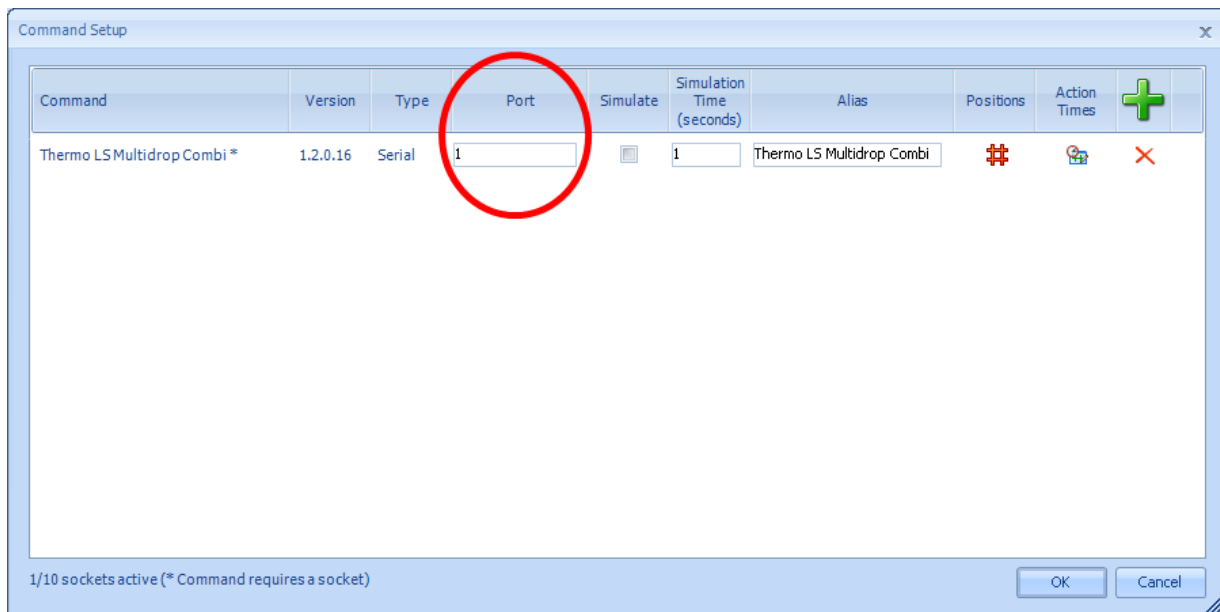 Command Setup
Command Version Type Port Simulate Simulation Time (seconds) Alias Positions Action Times
Thermo LS Multidrop Combi * 1.2.0.16 Serial 1 1 Thermo LS Multidrop Combi
1/10 sockets active (* Command requires a socket)
OK Cancel